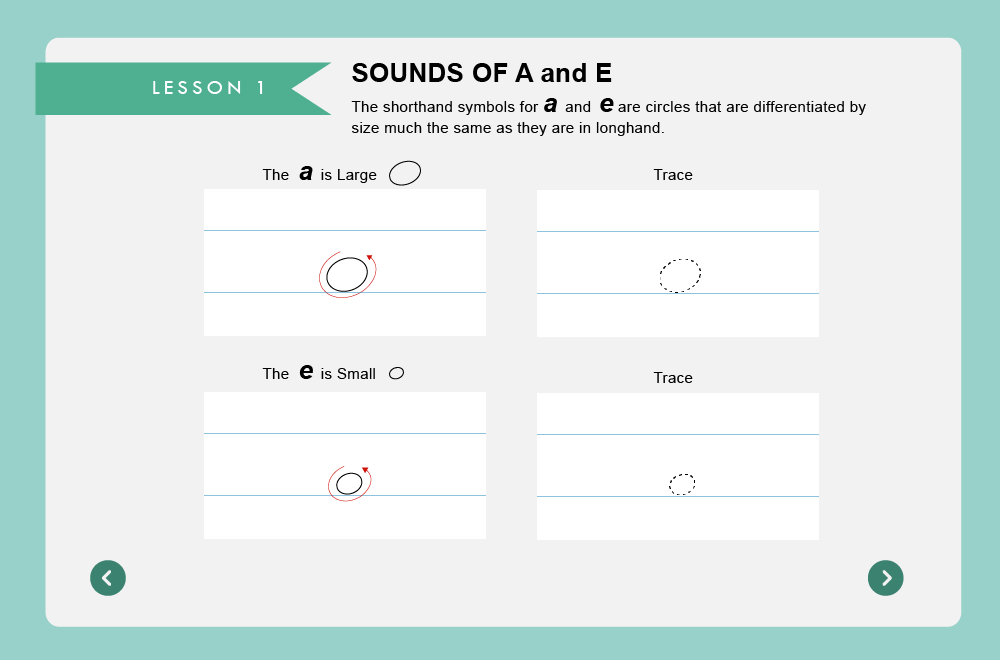 LESSON 1
SOUNDS OF A and E
The shorthand symbols for a and e are circles that are differentiated by
size much the same as they are in longhand.
The a is Large
Trace
The e is Small
Trace